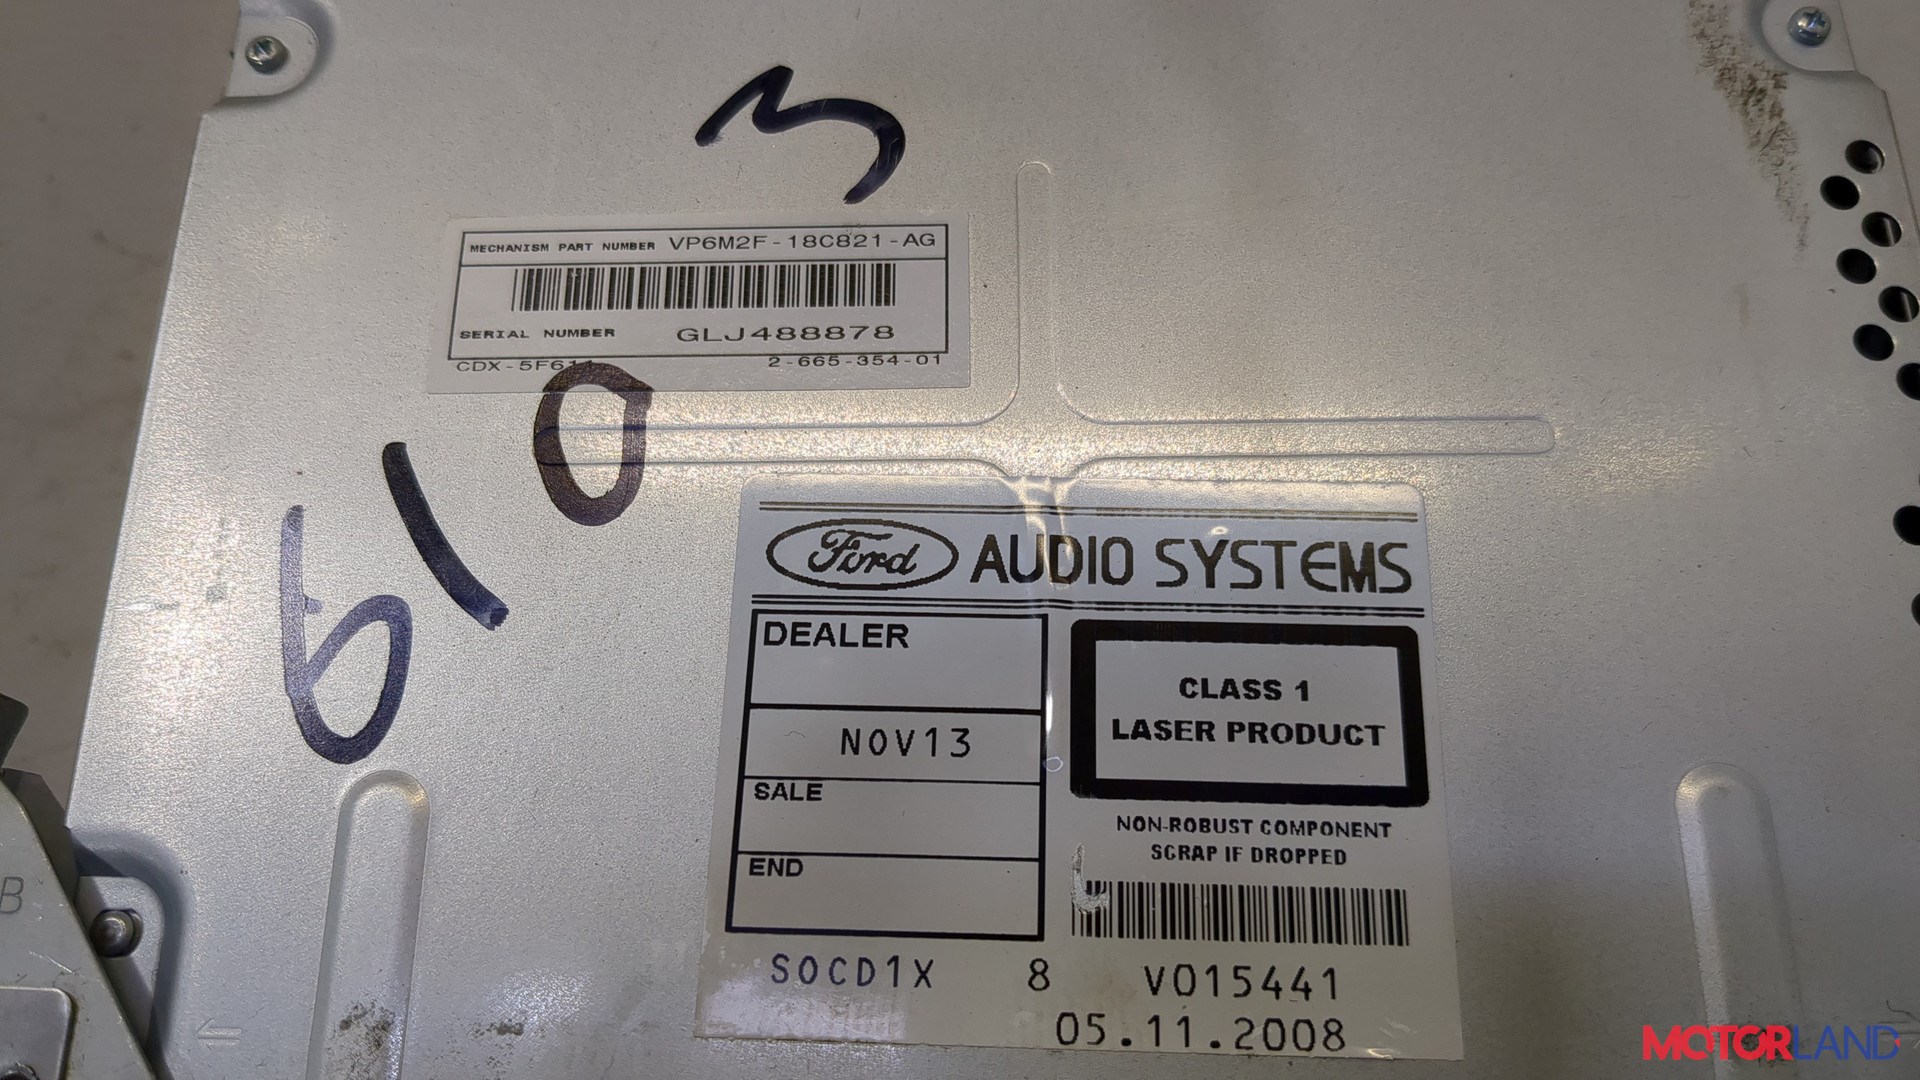 3
MECHANISM PART NUMBER VP6M2F-18C821-AG
SERIAL NUMBER GLJ488878
2-665-354-01
610
Ford AUDIO SYSTEMS
DEALER
NOV13
SALE
END
CLASS 1
LASER PRODUCT
NON-ROBUST COMPONENT
SCRAP IF DROPPED
SOCD1X 8 V015441
05.11.2008
B
MOTORLAND